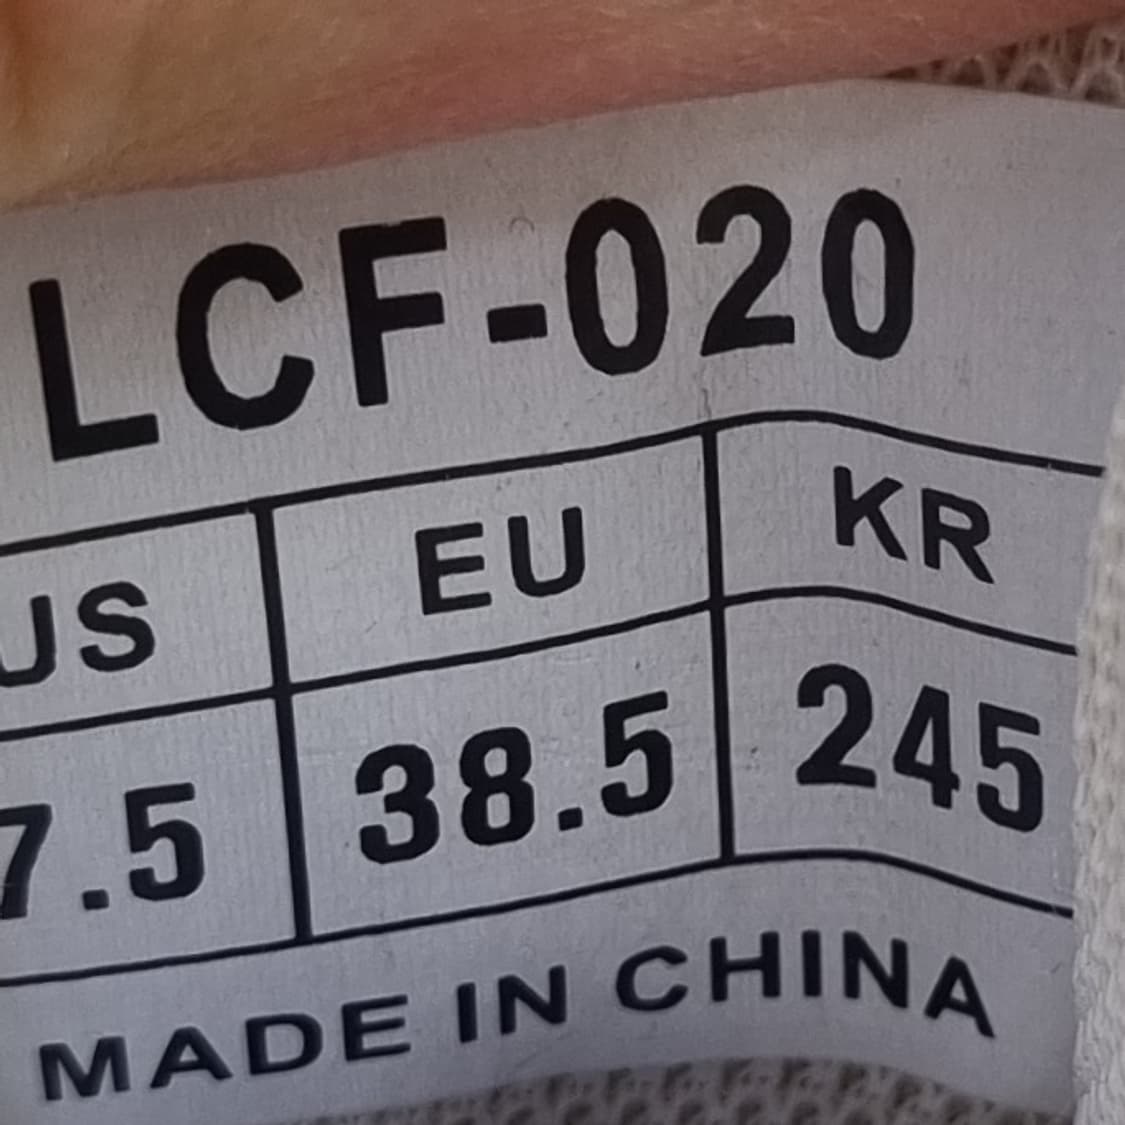 LCF-020
US EU KR
7.5 38.5 245
MADE IN CHINA